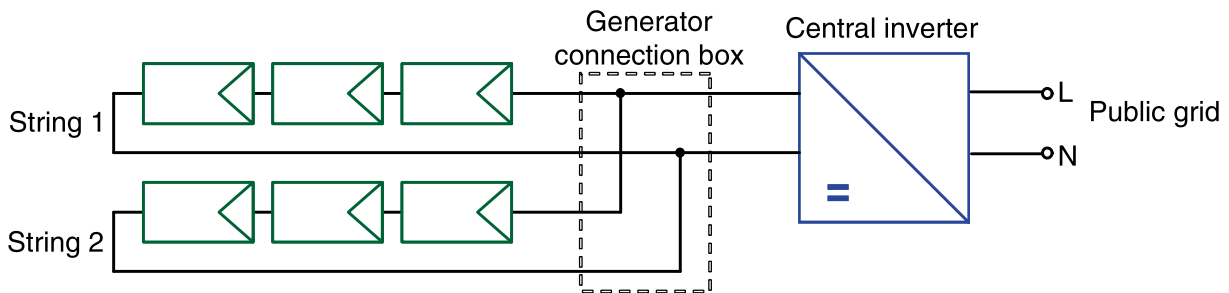 Generator
connection box
Central inverter
String 1
L
Public grid
N
String 2
=